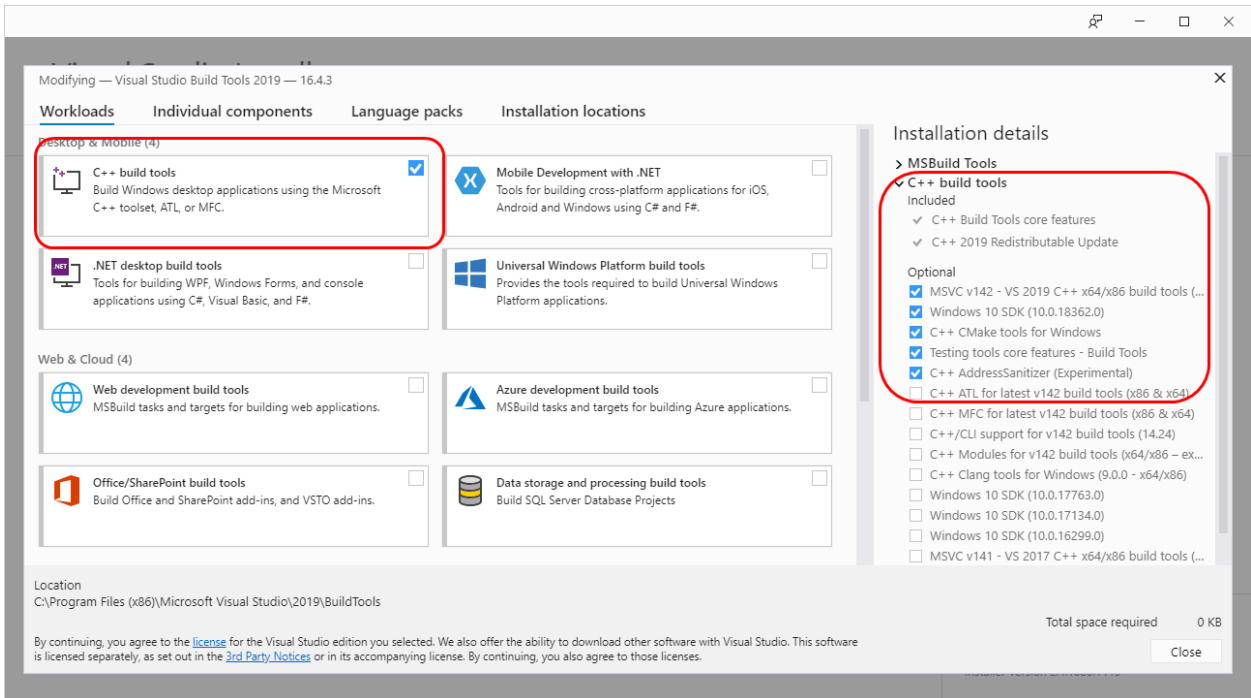 Modifying — Visual Studio Build Tools 2019 — 16.4.3
Workloads
Individual components
Language packs
Installation locations
Desktop & Mobile (4)
C++ build tools
Build Windows desktop applications using the Microsoft
C++ toolset, ATL, or MFC.
Mobile Development with .NET
Tools for building cross-platform applications for iOS,
Android and Windows using C# and F#.
.NET
.NET desktop build tools
Tools for building WPF, Windows Forms, and console
applications using C#, Visual Basic, and F#.
Universal Windows Platform build tools
Provides the tools required to build Universal Windows
Platform applications.
Web & Cloud (4)
Web development build tools
MSBuild tasks and targets for building web applications.
Azure development build tools
MSBuild tasks and targets for building Azure applications.
Office/SharePoint build tools
Build Office and SharePoint add-ins, and VSTO add-ins.
Data storage and processing build tools
Build SQL Server Database Projects
Installation details
MSBuild Tools
C++ build tools
Included
C++ Build Tools core features
C++ 2019 Redistributable Update
Optional
MSVC v142 - VS 2019 C++ x64/x86 build tools (...
Windows 10 SDK (10.0.18362.0)
C++ CMake tools for Windows
Testing tools core features - Build Tools
C++ AddressSanitizer (Experimental)
C++ ATL for latest v142 build tools (x86 & x64)
C++ MFC for latest v142 build tools (x86 & x64)
C++/CLI support for v142 build tools (14.24)
C++ Modules for v142 build tools (x64/x86 – ex...
C++ Clang tools for Windows (9.0.0 - x64/x86)
Windows 10 SDK (10.0.17763.0)
Windows 10 SDK (10.0.17134.0)
Windows 10 SDK (10.0.16299.0)
MSVC v141 - VS 2017 C++ x64/x86 build tools (...
Location
C:\Program Files (x86)\Microsoft Visual Studio\2019\BuildTools
Total space required 0 KB
By continuing, you agree to the license for the Visual Studio edition you selected. We also offer the ability to download other software with Visual Studio. This software
is licensed separately, as set out in the 3rd Party Notices or in its accompanying license. By continuing, you also agree to those licenses.
Close